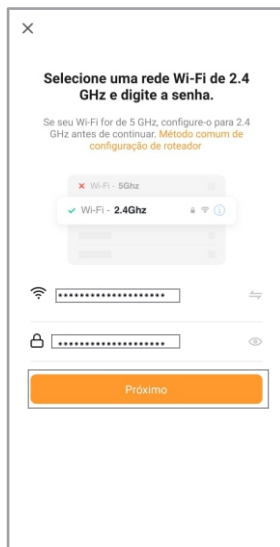 Selecione uma rede Wi-Fi de 2.4
GHz e digite a senha.
Se seu Wi-Fi for de 5 GHz, configure-o para 2.4
GHz antes de continuar. Método comum de
configuração de roteador
Wi-Fi - 5Ghz
Wi-Fi - 2.4Ghz
••••••••••••••••••••
••••••••••••••••••••
Próximo